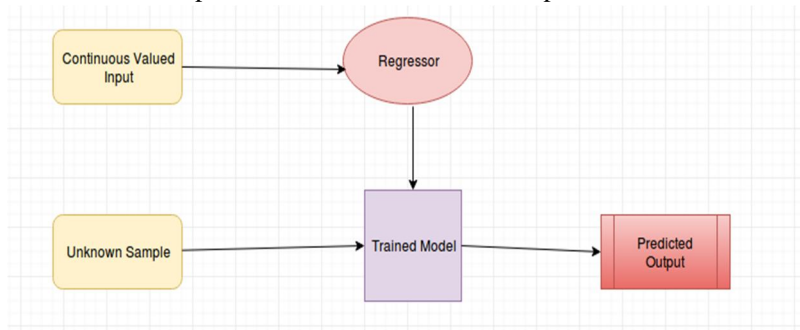 Continuous Valued
Input
Regressor
Unknown Sample
Trained Model
Predicted
Output